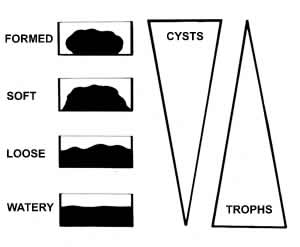 FORMED
CYSTS
SOFT
LOOSE
WATERY
TROPHS